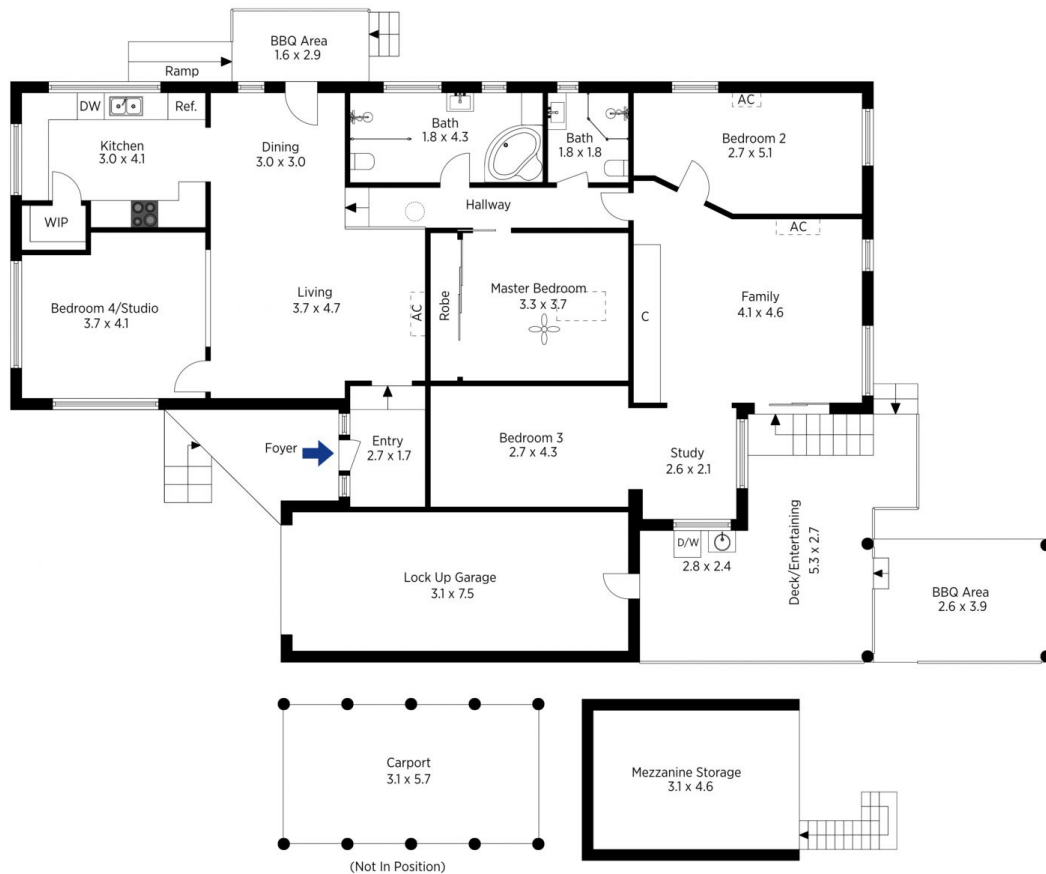 BBQ Area
1.6 x 2.9
Ramp
DW
Ref.
Kitchen
3.0 x 4.1
WIP
Dining
3.0 x 3.0
Bath
1.8 x 4.3
Bath
1.8 x 1.8
AC
Bedroom 2
2.7 x 5.1
Hallway
AC
Bedroom 4/Studio
3.7 x 4.1
Living
3.7 x 4.7
AC
Robe
Master Bedroom
3.3 x 3.7
C
Family
4.1 x 4.6
Foyer
Entry
2.7 x 1.7
Bedroom 3
2.7 x 4.3
Study
2.6 x 2.1
D/W
2.8 x 2.4
Deck/Entertaining
5.3 x 2.7
Lock Up Garage
3.1 x 7.5
BBQ Area
2.6 x 3.9
Carport
3.1 x 5.7
(Not In Position)
Mezzanine Storage
3.1 x 4.6